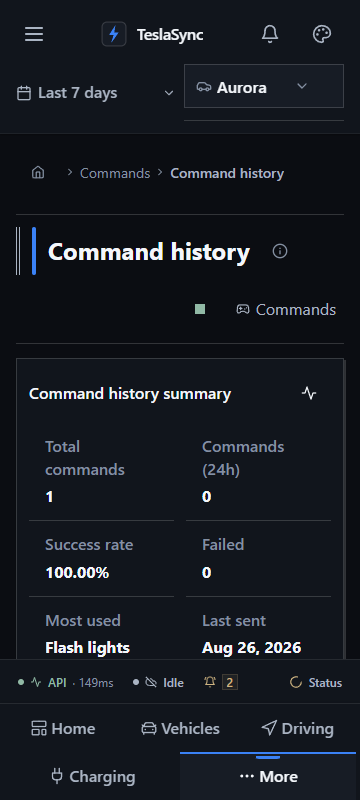 TeslaSync
Last 7 days
Aurora
Commands
Command history
Command history
Commands
Command history summary
Total commands
1
Commands (24h)
0
Success rate
100.00%
Failed
0
Most used
Flash lights
Last sent
Aug 26, 2026
API · 149ms
Idle
2
Status
Home
Vehicles
Driving
Charging
More